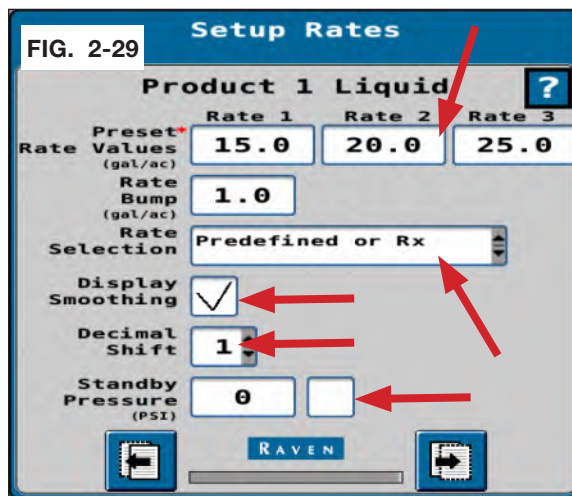 Setup Rates
FIG. 2-29
Product 1 Liquid ?
Rate 1 Rate 2 Rate 3
Preset* Rate Values (gal/ac) 15.0 20.0 25.0
Rate Bump (gal/ac) 1.0
Rate Selection Predefined or Rx
Display Smoothing
Decimal Shift 1
Standby Pressure (PSI) 0
RAVEN